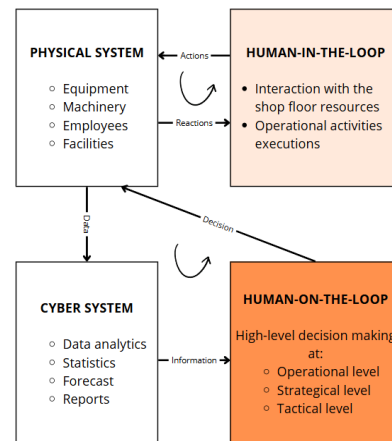 PHYSICAL SYSTEM
Equipment
Machinery
Employees
Facilities
Actions
Reactions
HUMAN-IN-THE-LOOP
Interaction with the
shop floor resources
Operational activities
executions
Data
Decision
CYBER SYSTEM
Data analytics
Statistics
Forecast
Reports
Information
HUMAN-ON-THE-LOOP
High-level decision making
at:
Operational level
Strategical level
Tactical level